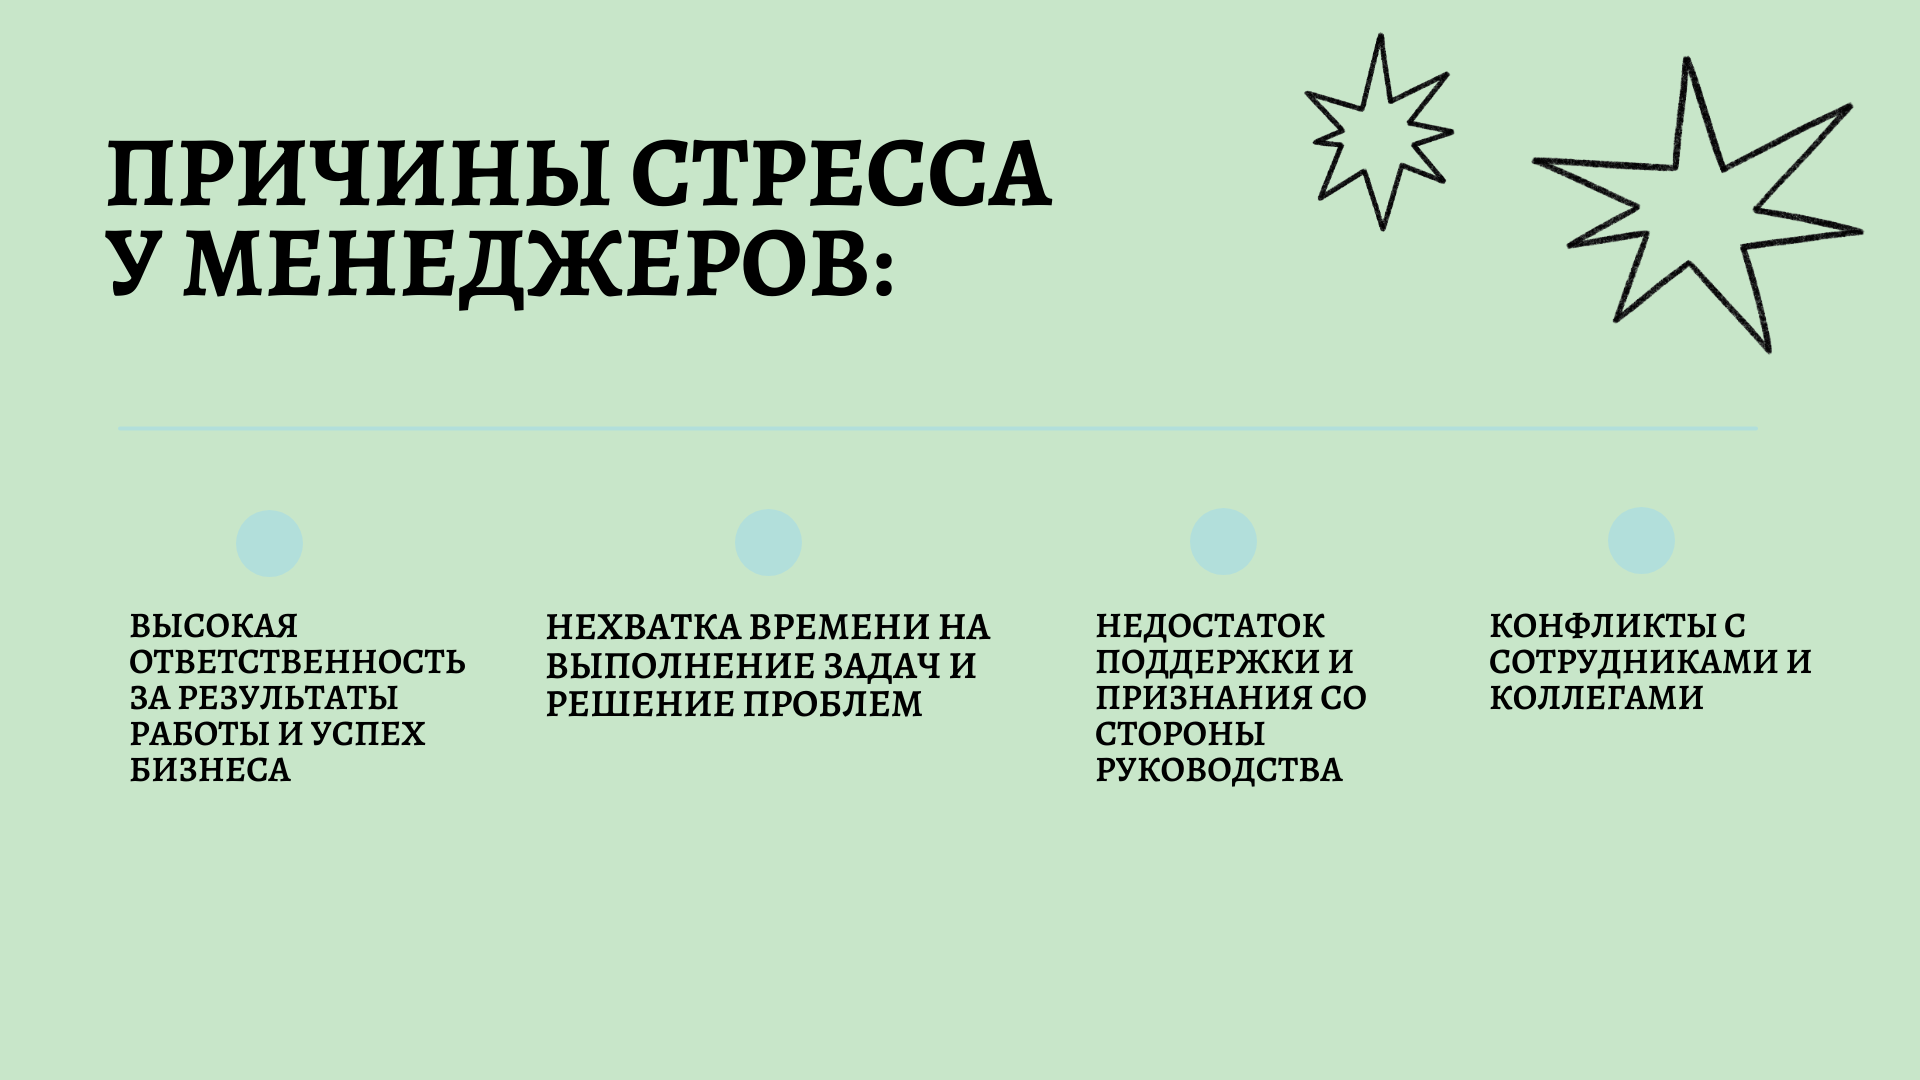 ПРИЧИНЫ СТРЕССА
У МЕНЕДЖЕРОВ:
ВЫСОКАЯ
ОТВЕТСТВЕННОСТЬ
ЗА РЕЗУЛЬТАТЫ
РАБОТЫ И УСПЕХ
БИЗНЕСА
НЕХВАТКА ВРЕМЕНИ НА
ВЫПОЛНЕНИЕ ЗАДАЧ И
РЕШЕНИЕ ПРОБЛЕМ
НЕДОСТАТОК
ПОДДЕРЖКИ И
ПРИЗНАНИЯ СО
СТОРОНЫ
РУКОВОДСТВА
КОНФЛИКТЫ С
СОТРУДНИКАМИ И
КОЛЛЕГАМИ